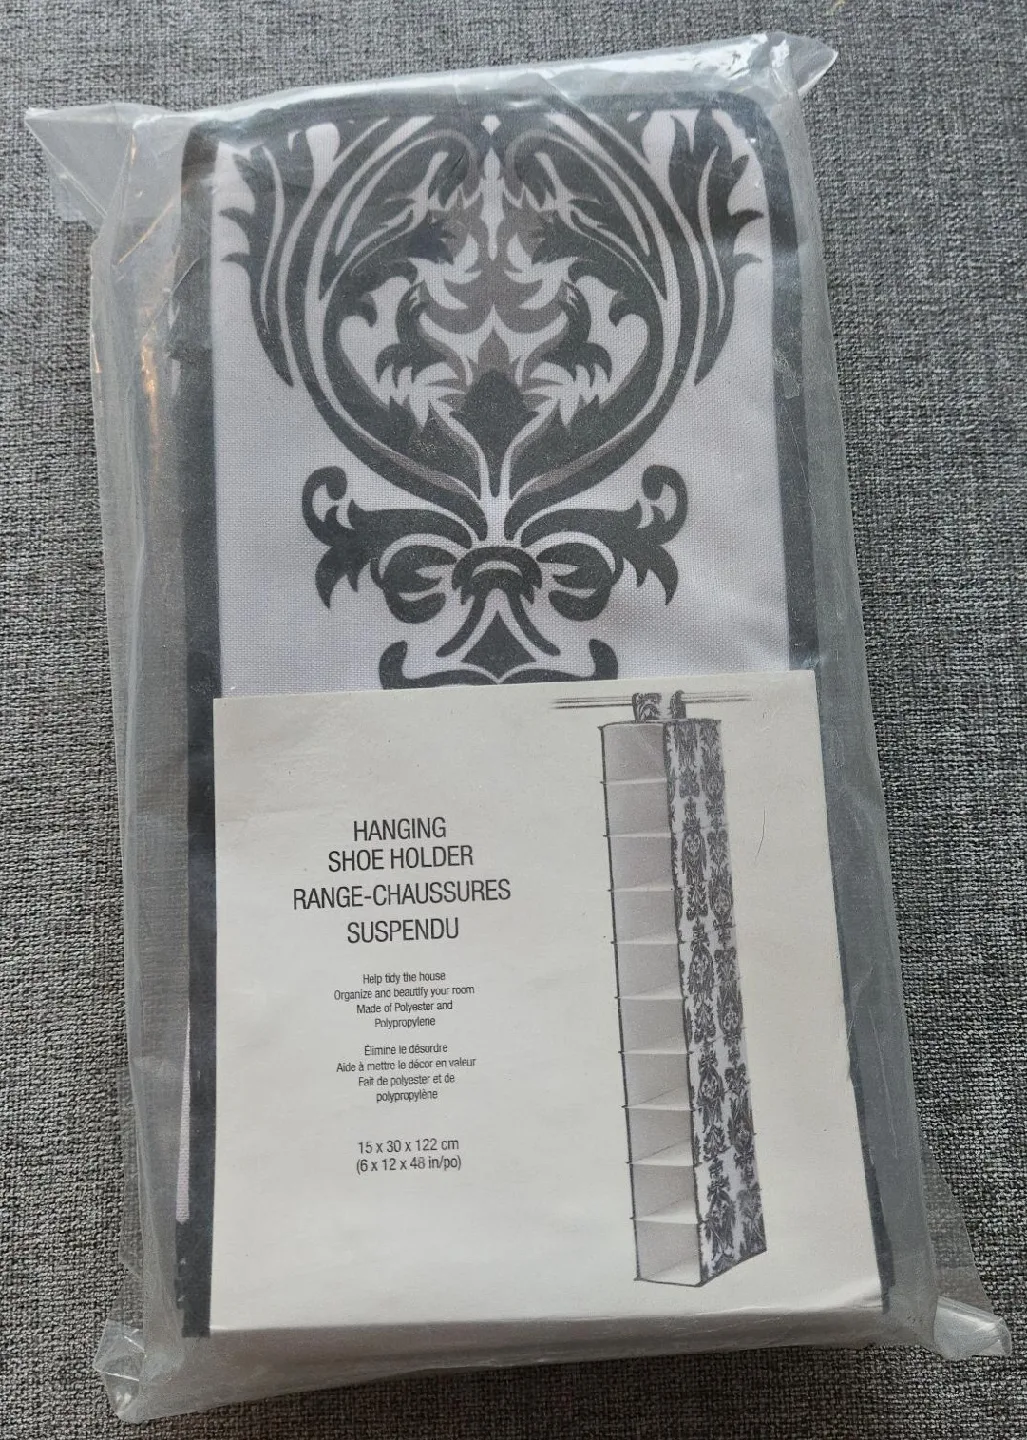 HANGING
SHOE HOLDER
RANGE-CHAUSSURES
SUSPENDU
Help tidy the house
Organize and beautify your room
Made of Polyester and
Polypropylene
Élimine le désordre
Aide à mettre le décor en valeur
Fait de polyester et de
polypropylène
15 x 30 x 122 cm
(6 x 12 x 48 in/po)